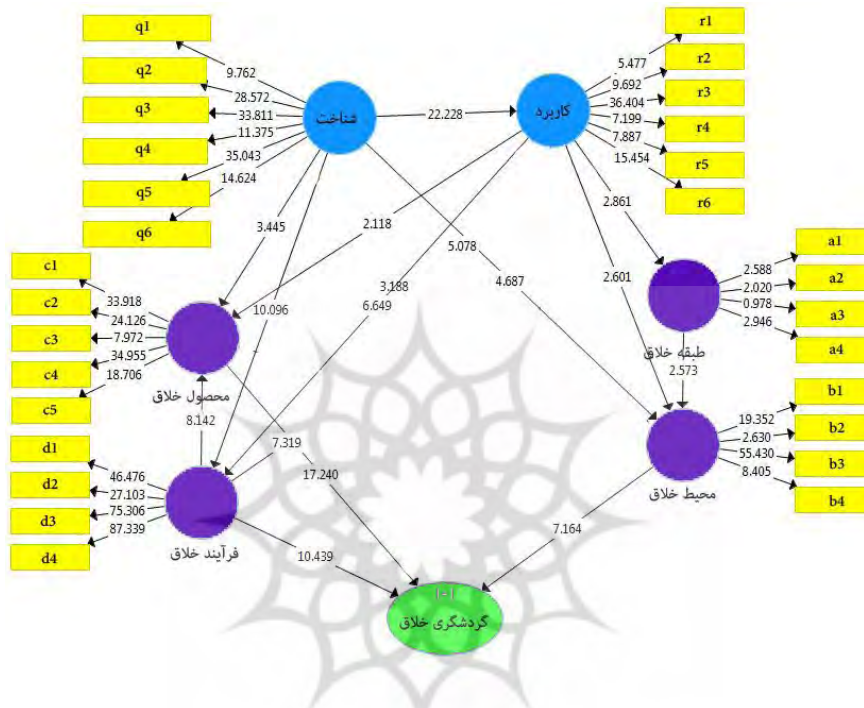 q1
q2
q3
q4
q5
q6
9.762
28.572
33.811
11.375
35.043
14.624
شناخت
22.228
کاربرد
r1
r2
r3
r4
r5
r6
5.477
9.692
36.404
7.199
7.887
15.454
3.445
2.118
5.078
2.861
3.188
4.687
2.601
10.096
6.649
a1
a2
a3
a4
2.588
2.020
0.978
2.946
طبقه خلاق
2.573
c1
c2
c3
c4
c5
33.918
24.126
7.972
34.955
18.706
محصول خلاق
8.142
7.319
17.240
b1
b2
b3
b4
19.352
2.630
55.430
8.405
محیط خلاق
d1
d2
d3
d4
46.476
27.103
75.306
87.339
فرآیند خلاق
10.439
7.164
[+]
گردشگری خلاق